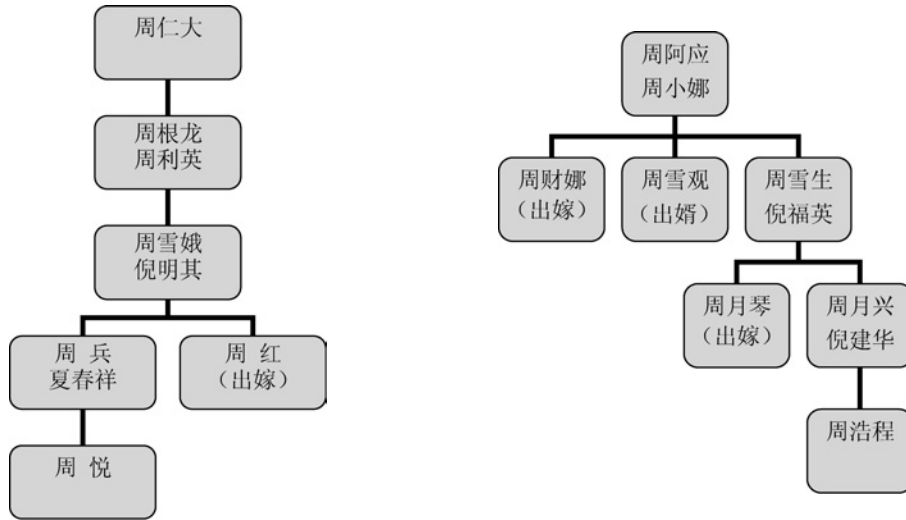 周仁大
周根龙
周利英
周雪娥
倪明其
周 兵
夏春祥
周 红
（出嫁）
周 悦
周阿应
周小娜
周财娜
（出嫁）
周雪观
（出婿）
周雪生
倪福英
周月琴
（出嫁）
周月兴
倪建华
周浩程